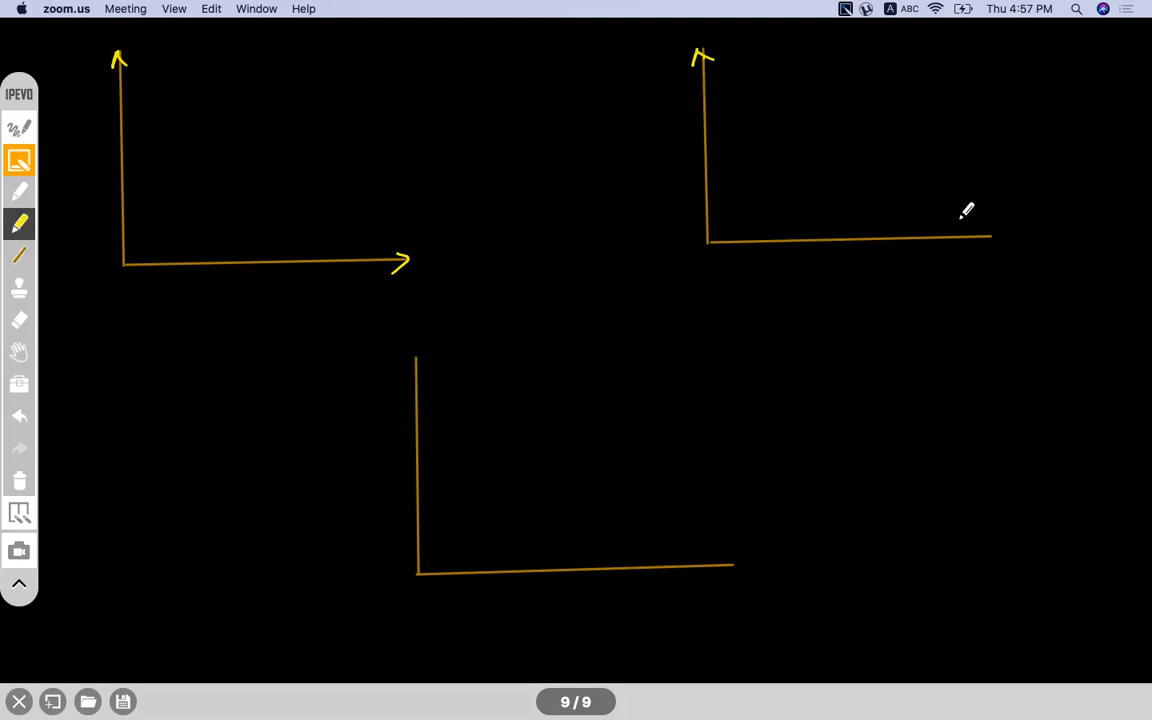 zoom.us Meeting View Edit Window Help A ABC Thu 4:57 PM
IPEVO
9 / 9